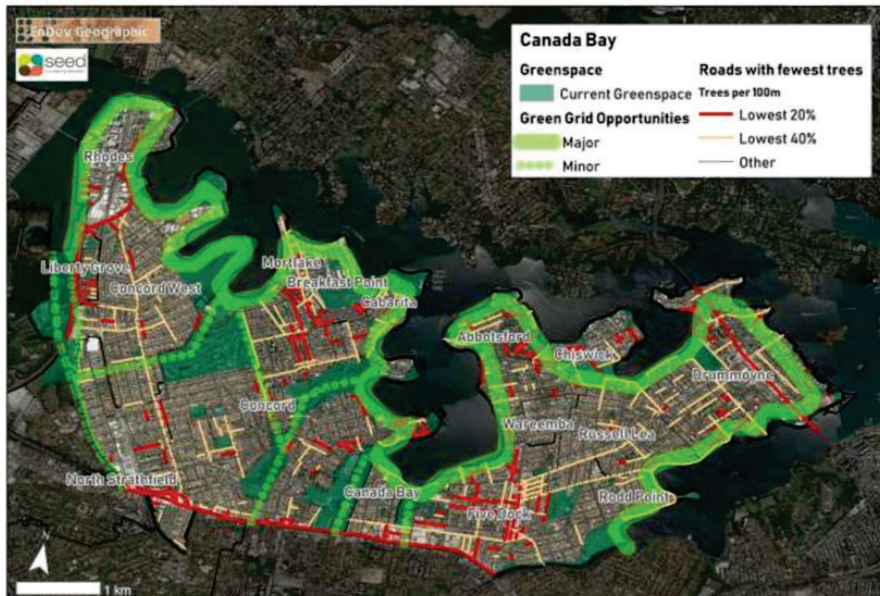 EnDev Geographic
seed
Canada Bay
Greenspace
Current Greenspace
Green Grid Opportunities
Major
Minor
Roads with fewest trees
Trees per 100m
Lowest 20%
Lowest 40%
Other
Rhodes
Liberty Grove
Concord West
Mortlake
Breakfast Point
Cabarita
Abbotsford
Chiswick
Drummoyne
Wareemba
Russell Lea
Concord
North Strathfield
Canada Bay
Five Dock
Rodd Points
N
1 km